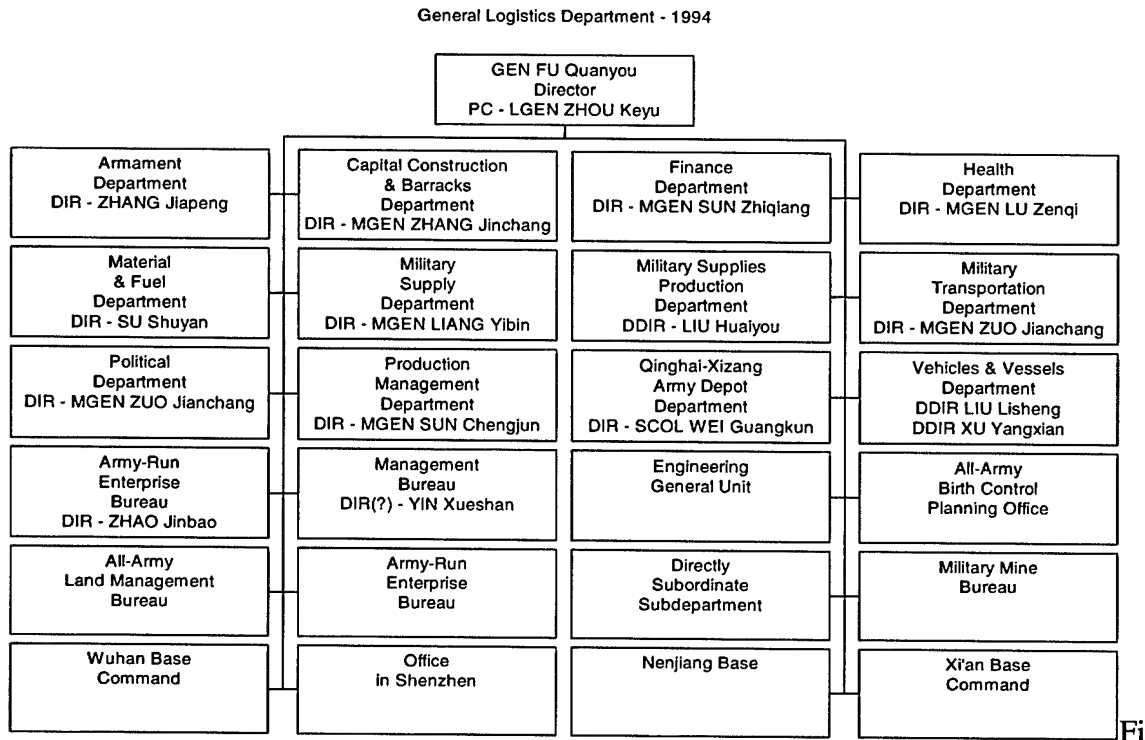 General Logistics Department - 1994
GEN FU Quanyou
Director
PC - LGEN ZHOU Keyu
Armament
Department
DIR - ZHANG Jiapeng
Capital Construction
& Barracks
Department
DIR - MGEN ZHANG Jinchang
Finance
Department
DIR - MGEN SUN Zhiqiang
Health
Department
DIR - MGEN LU Zenqi
Material
& Fuel
Department
DIR - SU Shuyan
Military
Supply
Department
DIR - MGEN LIANG Yibin
Military Supplies
Production
Department
DDIR - LIU Huaiyou
Military
Transportation
Department
DIR - MGEN ZUO Jianchang
Political
Department
DIR - MGEN ZUO Jianchang
Production
Management
Department
DIR - MGEN SUN Chengjun
Qinghai-Xizang
Army Depot
Department
DIR - SCOL WEI Guangkun
Vehicles & Vessels
Department
DDIR LIU Lisheng
DDIR XU Yangxian
Army-Run
Enterprise
Bureau
DIR - ZHAO Jinbao
Management
Bureau
DIR(?) - YIN Xueshan
Engineering
General Unit
All-Army
Birth Control
Planning Office
All-Army
Land Management
Bureau
Army-Run
Enterprise
Bureau
Directly
Subordinate
Subdepartment
Military Mine
Bureau
Wuhan Base
Command
Office
in Shenzhen
Nenjiang Base
Xi'an Base
Command
Fi